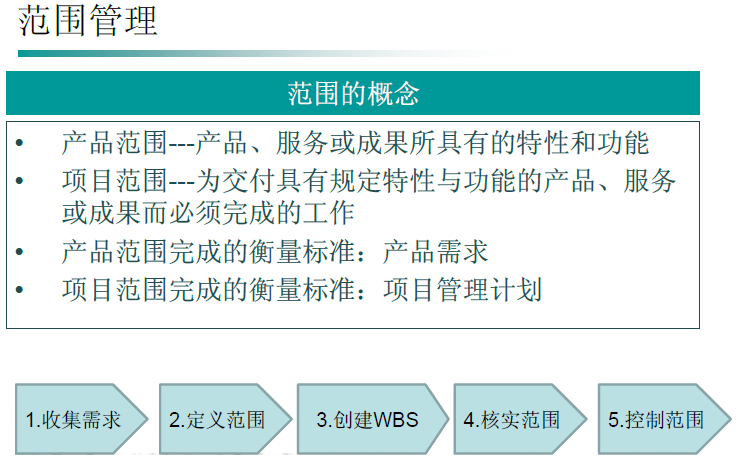 范围管理
范围的概念
• 产品范围---产品、服务或成果所具有的特性和功能
• 项目范围---为交付具有规定特性与功能的产品、服务
或成果而必须完成的工作
• 产品范围完成的衡量标准：产品需求
• 项目范围完成的衡量标准：项目管理计划
1.收集需求
2.定义范围
3.创建WBS
4.核实范围
5.控制范围